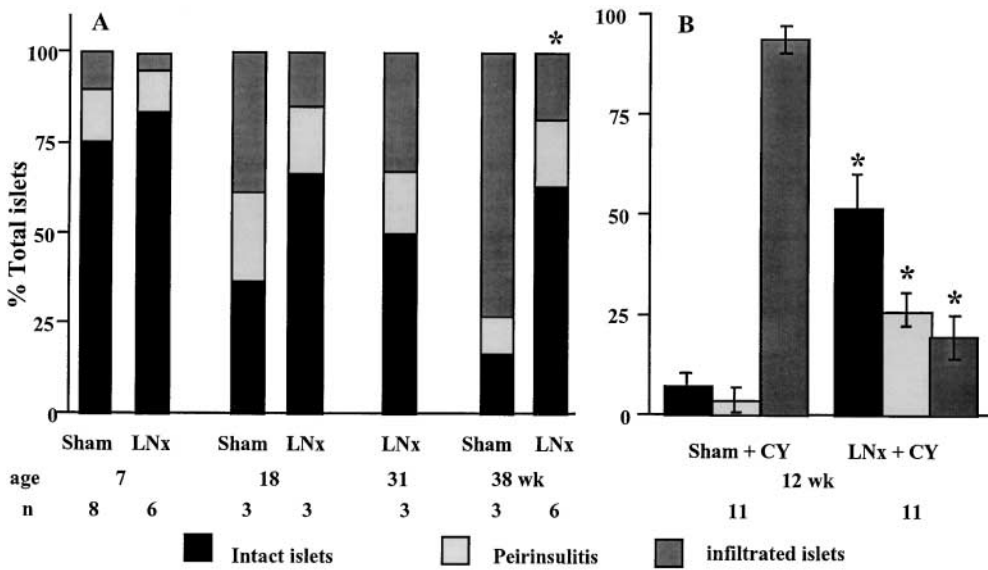 A
B
% Total islets
100
75
50
25
0
100
75
50
25
0
*
*
*
*
Sham LNx Sham LNx LNx Sham LNx
Sham + CY LNx + CY
age 7 18 31 38 wk 12 wk
n 8 6 3 3 3 3 6 11 11
Intact islets Peirinsulitis infiltrated islets